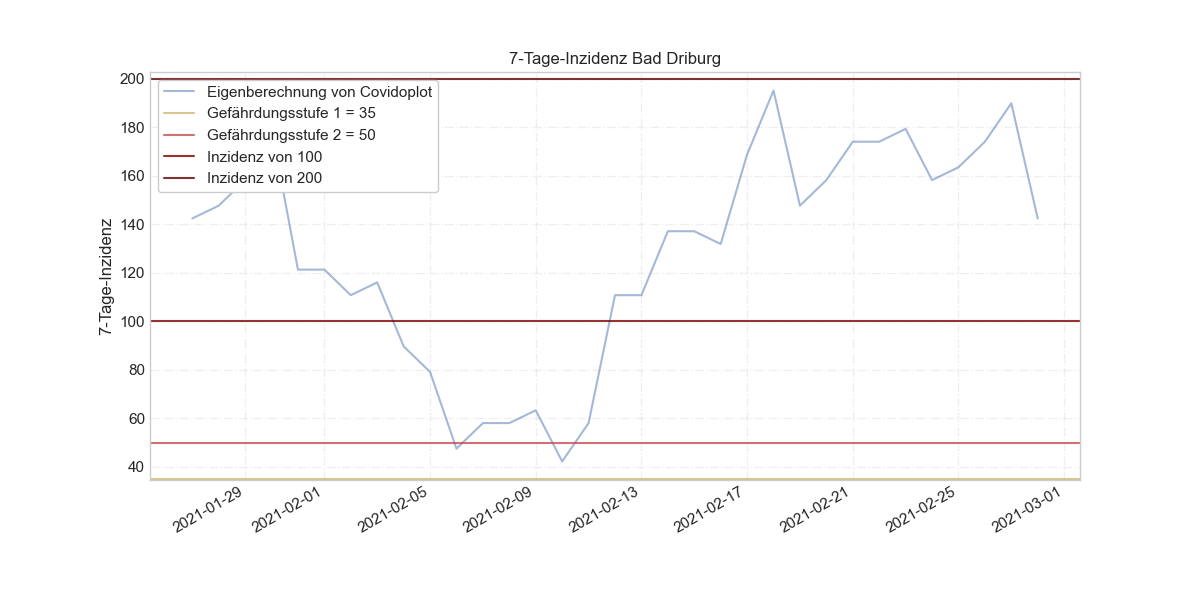 7-Tage-Inzidenz Bad Driburg
200
180
160
140
120
100
80
60
40
7-Tage-Inzidenz
Eigenberechnung von Covidoplot
Gefährdungsstufe 1 = 35
Gefährdungsstufe 2 = 50
Inzidenz von 100
Inzidenz von 200
2021-01-29
2021-02-01
2021-02-05
2021-02-09
2021-02-13
2021-02-17
2021-02-21
2021-02-25
2021-03-01